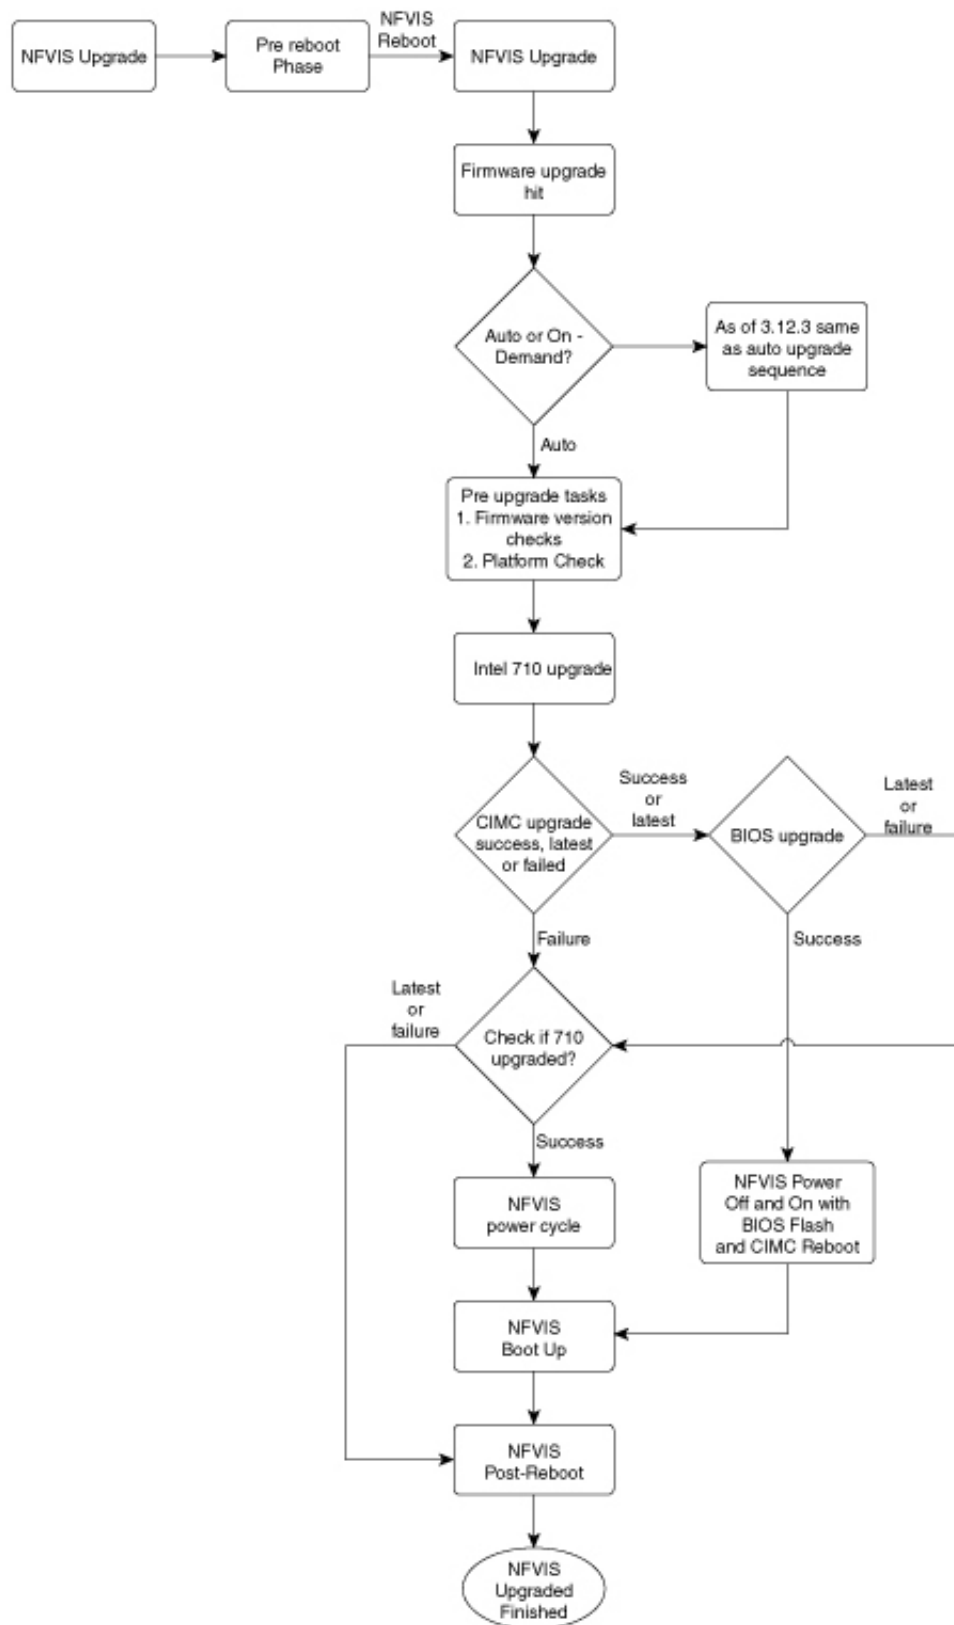 NFVIS Upgrade
Pre reboot
Phase
NFVIS
Reboot
NFVIS Upgrade
Firmware upgrade
hit
Auto or On -
Demand?
As of 3.12.3 same
as auto upgrade
sequence
Auto
Pre upgrade tasks
1. Firmware version
checks
2. Platform Check
Intel 710 upgrade
CIMC upgrade
success, latest
or failed
Success
or
latest
BIOS upgrade
Latest
or
failure
Failure
Success
Latest
or
failure
Check if 710
upgraded?
Success
NFVIS
power cycle
NFVIS Power
Off and On with
BIOS Flash
and CIMC Reboot
NFVIS
Boot Up
NFVIS
Post-Reboot
NFVIS
Upgraded
Finished